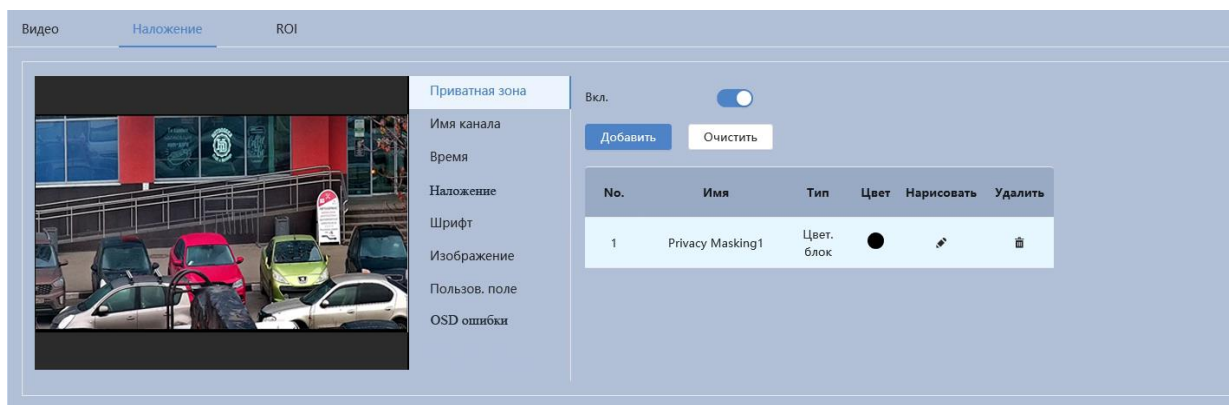 Видео Наложение ROI
Приватная зона
Имя канала
Время
Наложение
Шрифт
Изображение
Пользов. поле
OSD ошибки
Вкл.
Добавить Очистить
No. Имя Тип Цвет Нарисовать Удалить
1 Privacy Masking1 Цвет. блок